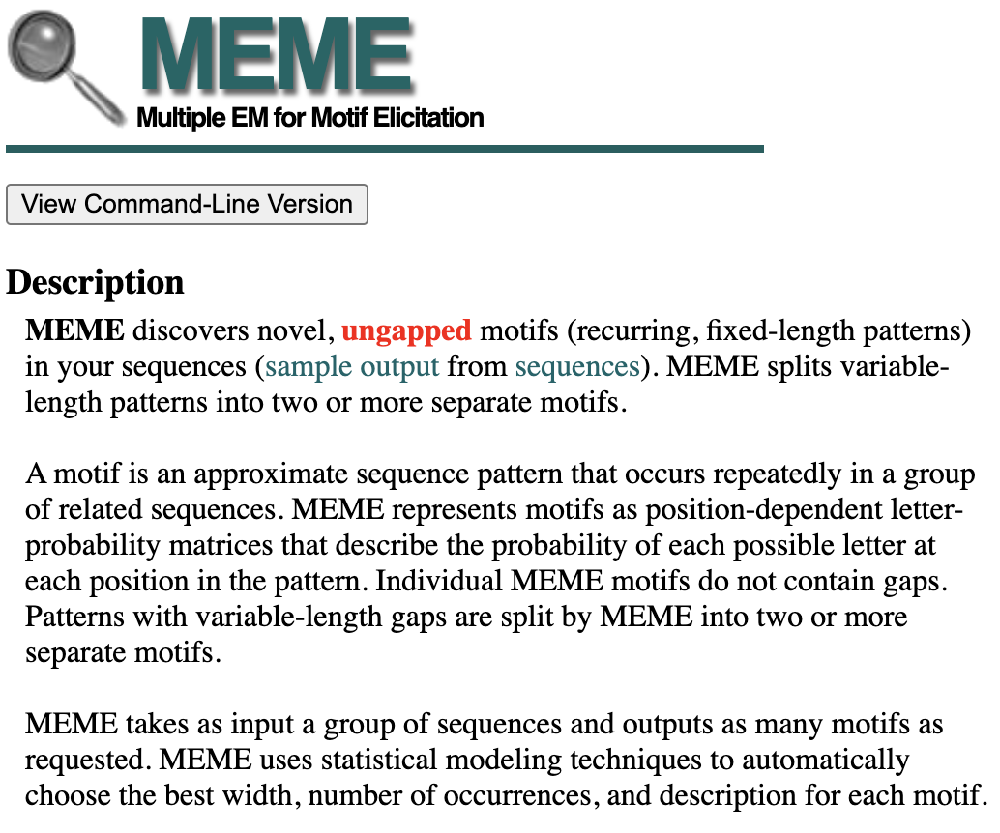 MEME
Multiple EM for Motif Elicitation
View Command-Line Version
Description
MEME discovers novel, ungapped motifs (recurring, fixed-length patterns)
in your sequences (sample output from sequences). MEME splits variable-
length patterns into two or more separate motifs.
A motif is an approximate sequence pattern that occurs repeatedly in a group
of related sequences. MEME represents motifs as position-dependent letter-
probability matrices that describe the probability of each possible letter at
each position in the pattern. Individual MEME motifs do not contain gaps.
Patterns with variable-length gaps are split by MEME into two or more
separate motifs.
MEME takes as input a group of sequences and outputs as many motifs as
requested. MEME uses statistical modeling techniques to automatically
choose the best width, number of occurrences, and description for each motif.